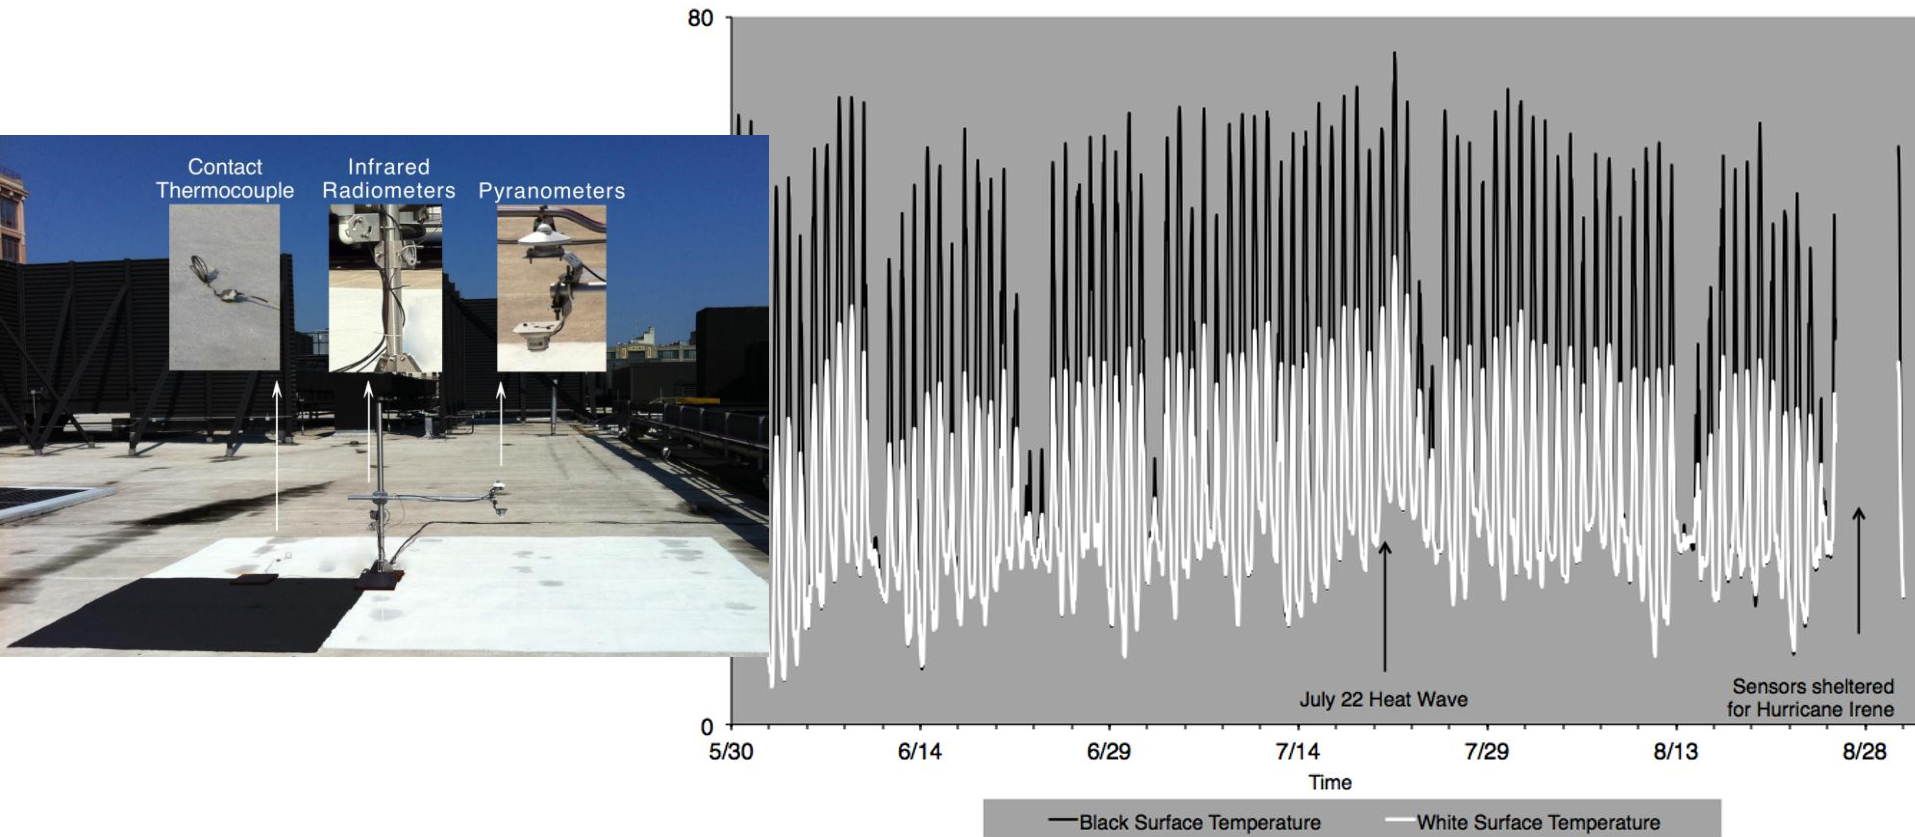 Contact
Thermocouple
Infrared
Radiometers
Pyranometers
80
0
5/30
6/14
6/29
7/14
7/29
8/13
8/28
July 22 Heat Wave
Sensors sheltered
for Hurricane Irene
Time
Black Surface Temperature
White Surface Temperature